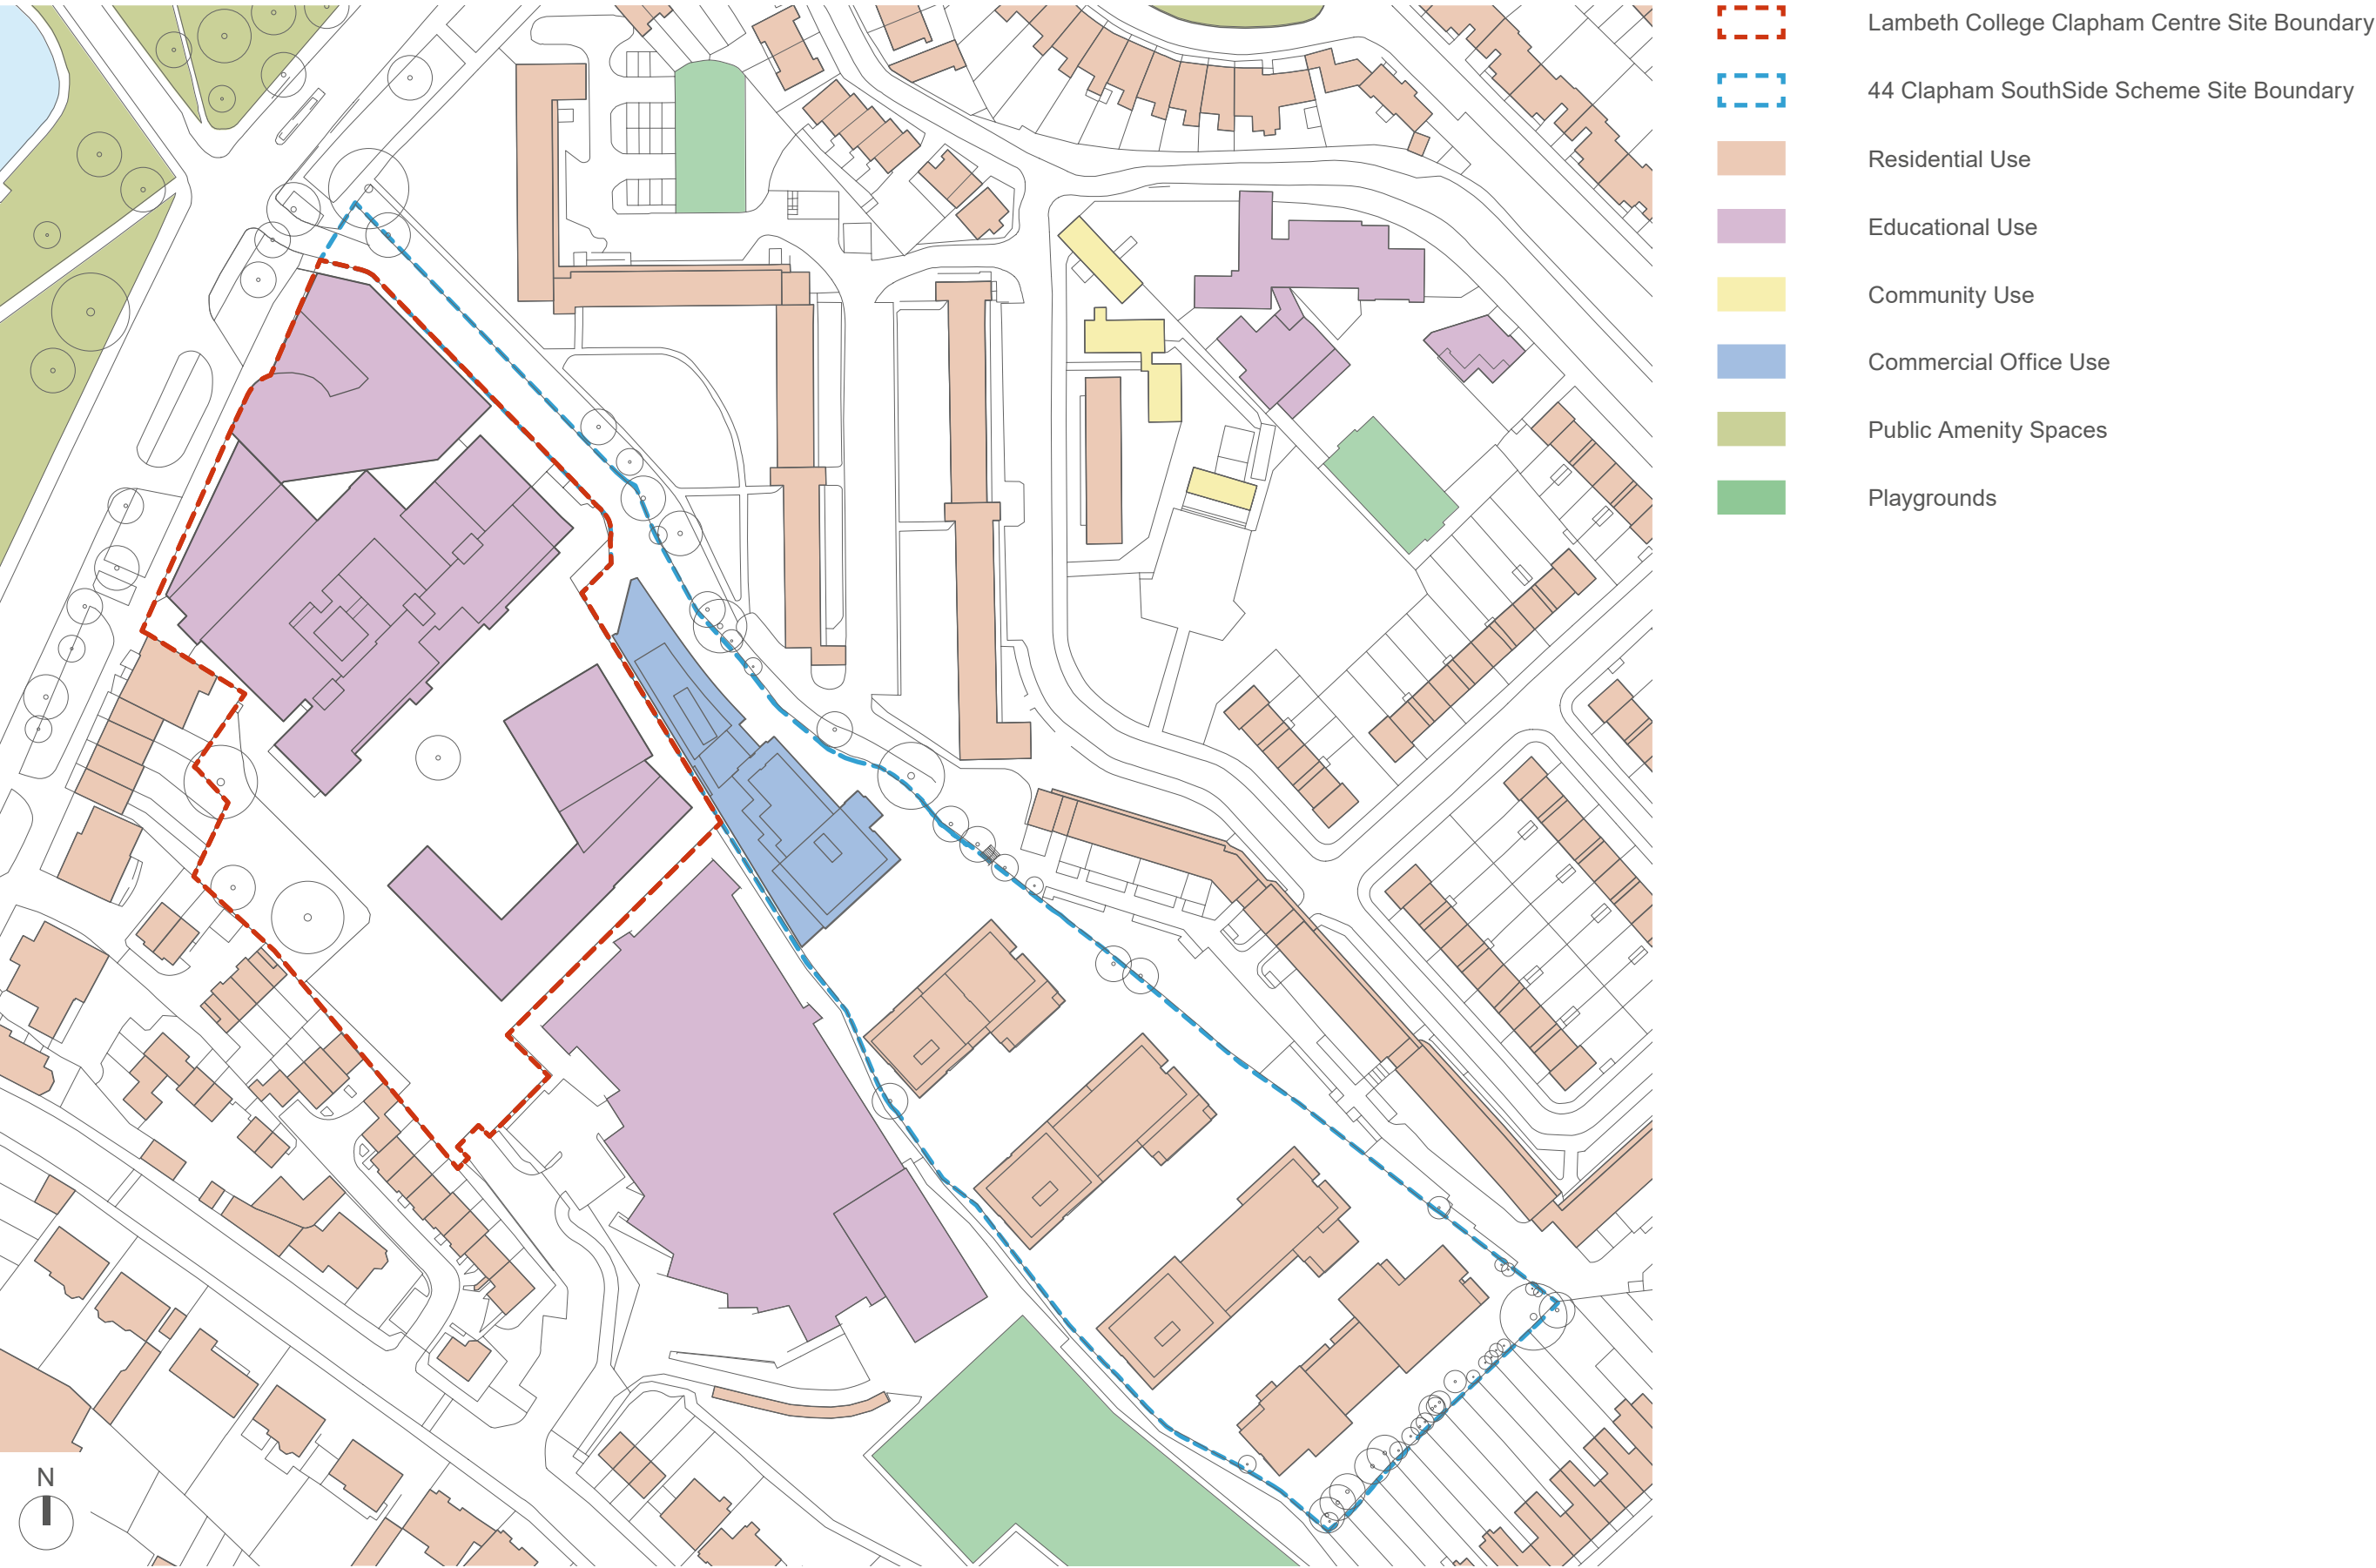 Lambeth College Clapham Centre Site Boundary
44 Clapham SouthSide Scheme Site Boundary
Residential Use
Educational Use
Community Use
Commercial Office Use
Public Amenity Spaces
Playgrounds
N